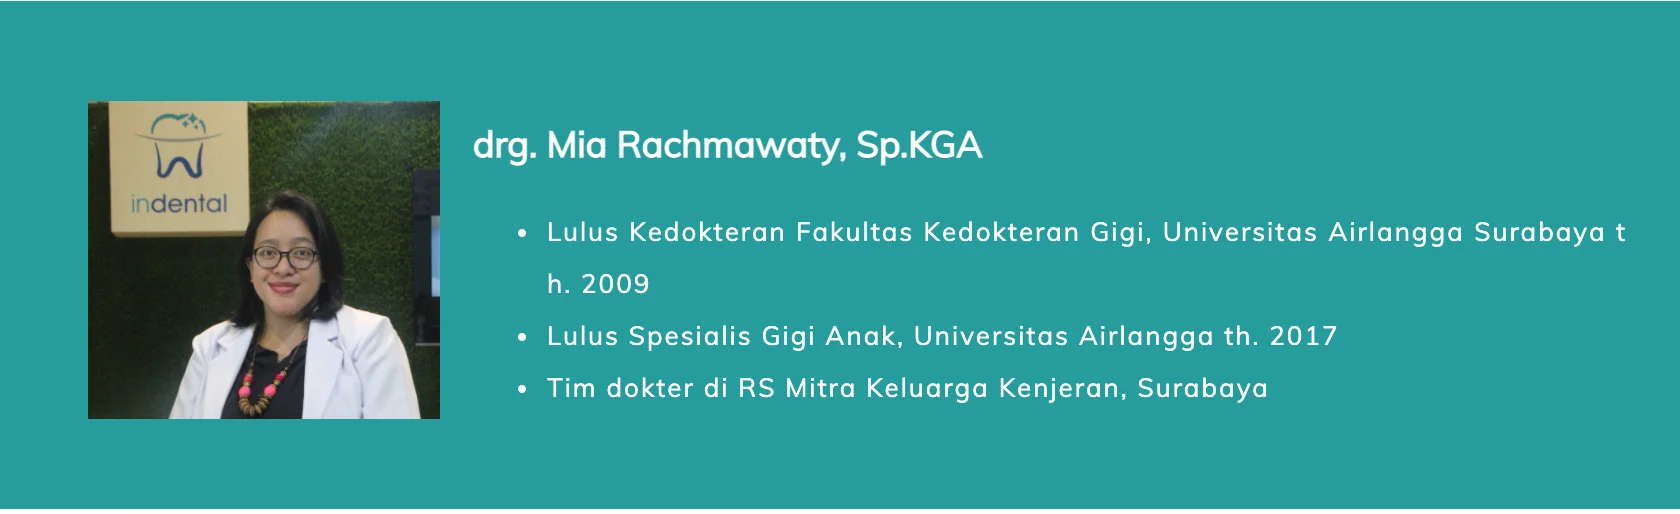 indental
drg. Mia Rachmawaty, Sp.KGA
Lulus Kedokteran Fakultas Kedokteran Gigi, Universitas Airlangga Surabaya t
h. 2009
Lulus Spesialis Gigi Anak, Universitas Airlangga th. 2017
Tim dokter di RS Mitra Keluarga Kenjeran, Surabaya